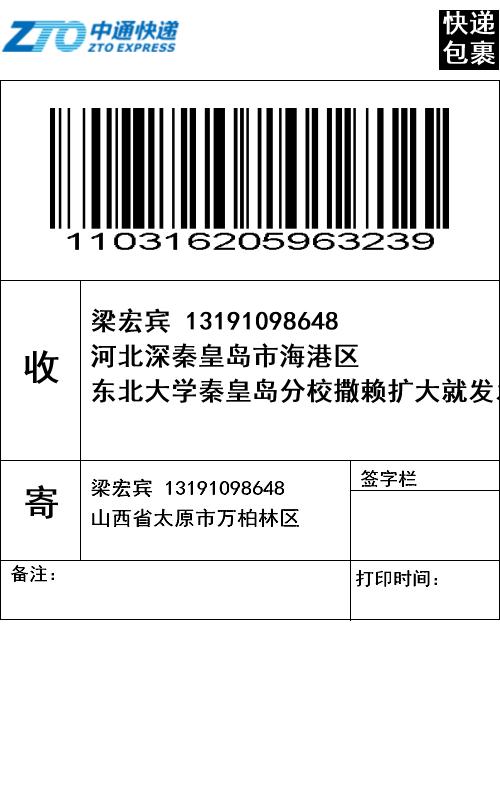 ZTO 中通快递
ZTO EXPRESS
快递
包裹
110316205963239
收
梁宏宾 13191098648
河北深秦皇岛市海港区
东北大学秦皇岛分校撒赖扩大就发
寄
梁宏宾 13191098648
山西省太原市万柏林区
签字栏
备注：
打印时间：